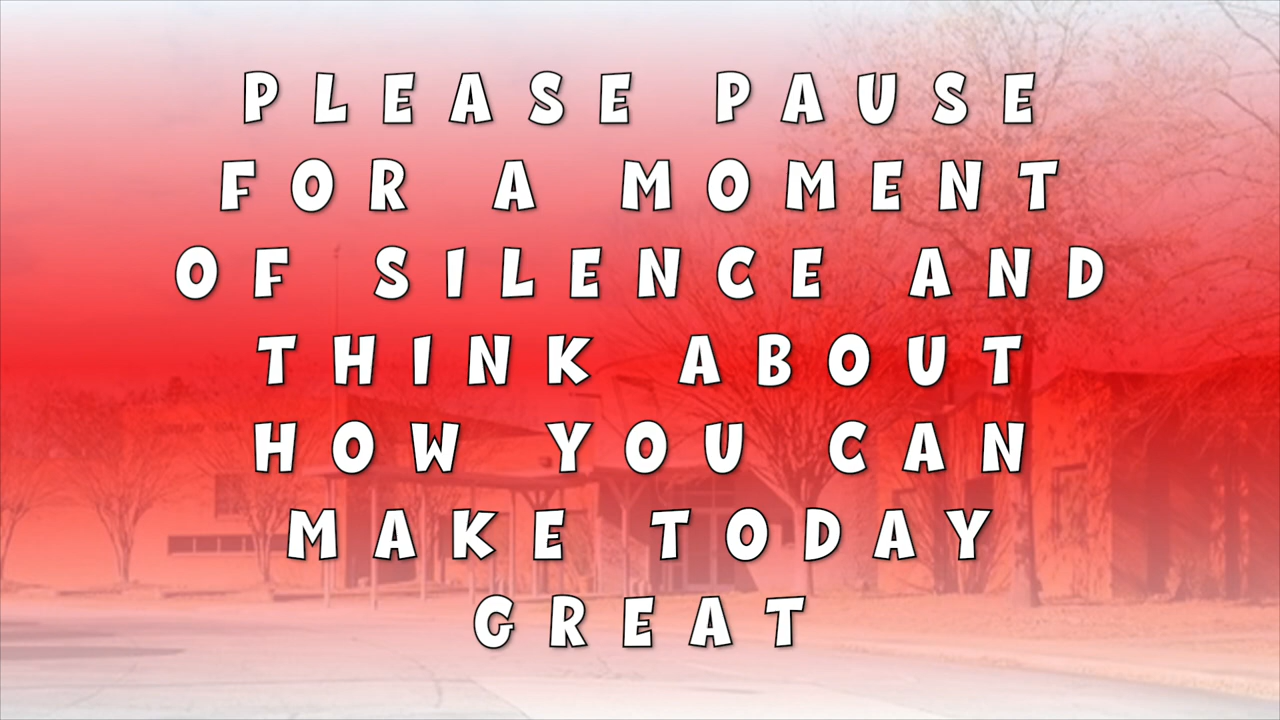 PLEASE PAUSE
FOR A MOMENT
OF SILENCE AND
THINK ABOUT
HOW YOU CAN
MAKE TODAY
GREAT